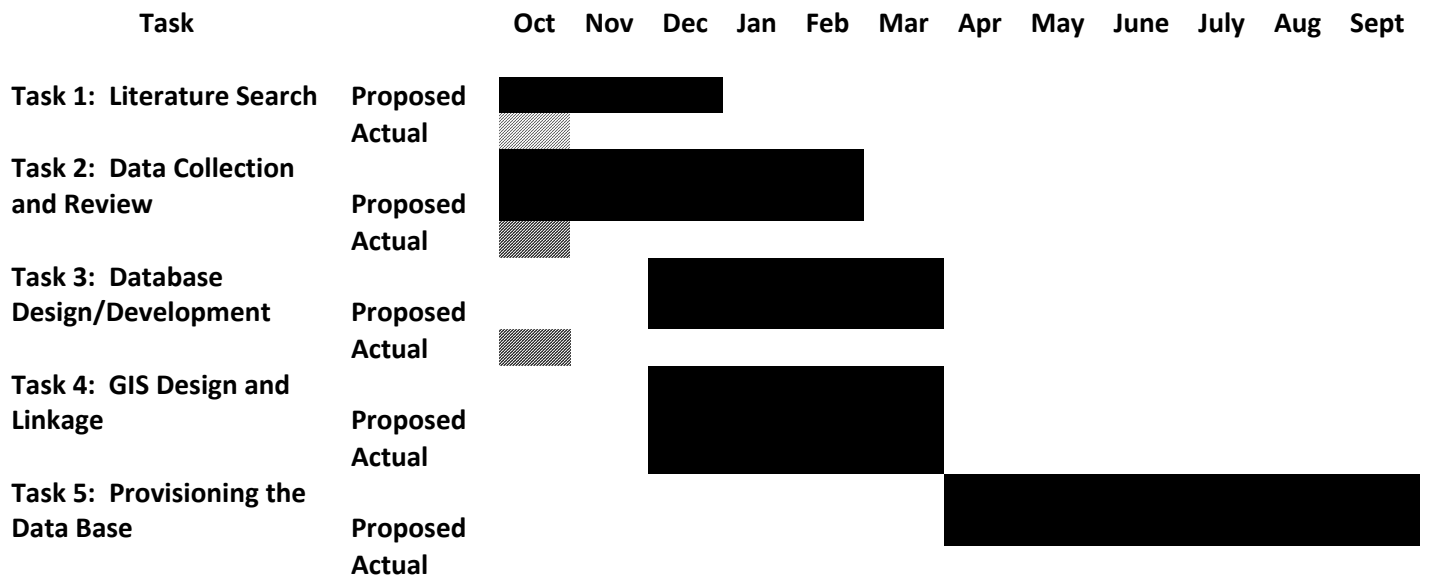 Task Oct Nov Dec Jan Feb Mar Apr May June July Aug Sept
Task 1: Literature Search Proposed
Actual
Task 2: Data Collection
and Review Proposed
Actual
Task 3: Database
Design/Development Proposed
Actual
Task 4: GIS Design and
Linkage Proposed
Actual
Task 5: Provisioning the
Data Base Proposed
Actual